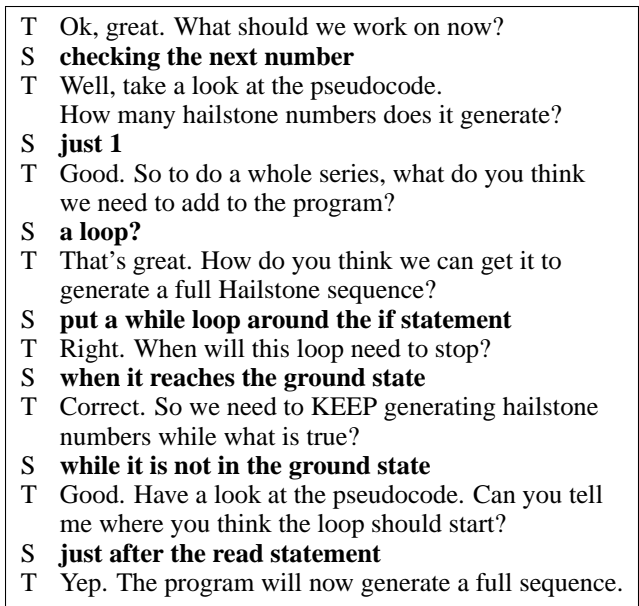 T Ok, great. What should we work on now?
S checking the next number
T Well, take a look at the pseudocode.
How many hailstone numbers does it generate?
S just 1
T Good. So to do a whole series, what do you think
we need to add to the program?
S a loop?
T That's great. How do you think we can get it to
generate a full Hailstone sequence?
S put a while loop around the if statement
T Right. When will this loop need to stop?
S when it reaches the ground state
T Correct. So we need to KEEP generating hailstone
numbers while what is true?
S while it is not in the ground state
T Good. Have a look at the pseudocode. Can you tell
me where you think the loop should start?
S just after the read statement
T Yep. The program will now generate a full sequence.